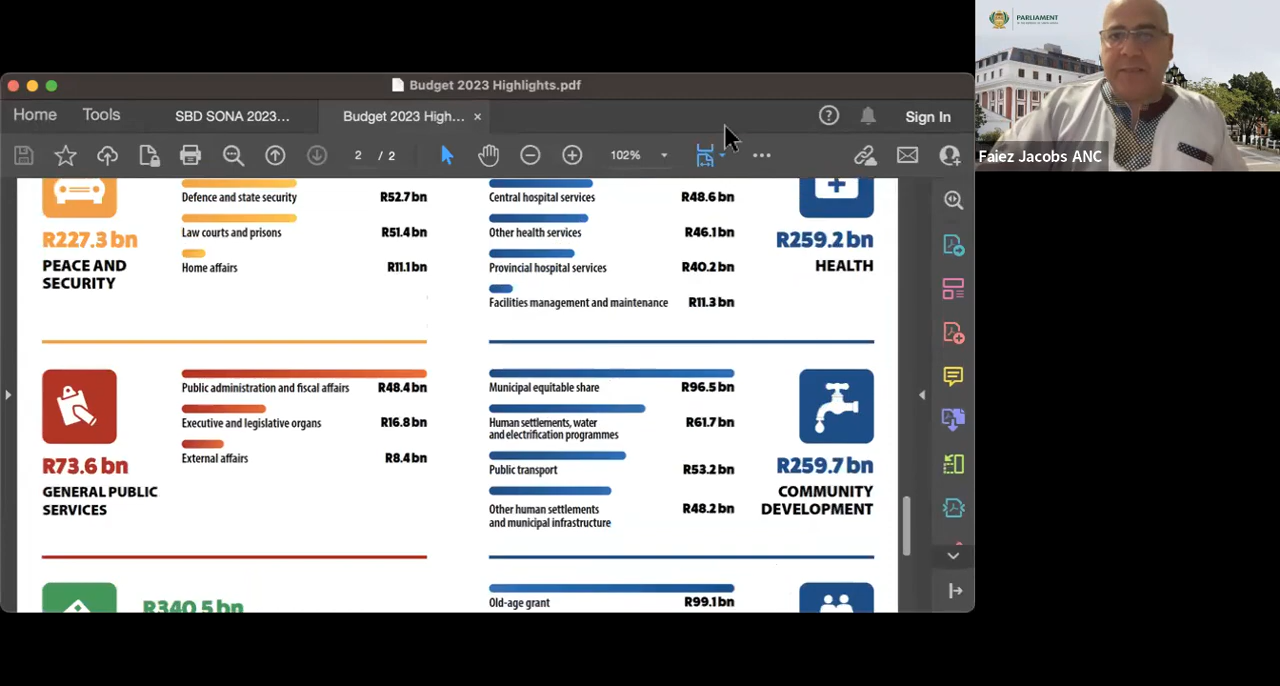 PARLIAMENT
Faiez Jacobs ANC
Budget 2023 Highlights.pdf
Home
Tools
SBD SONA 2023...
Budget 2023 High...
×
Sign In
2 / 2
102%
Defence and state security R52.7 bn
Law courts and prisons R51.4 bn
Home affairs R11.1 bn
R227.3 bn
PEACE AND
SECURITY
Central hospital services R48.6 bn
Other health services R46.1 bn
Provincial hospital services R40.2 bn
Facilities management and maintenance R11.3 bn
R259.2 bn
HEALTH
Public administration and fiscal affairs R48.4 bn
Executive and legislative organs R16.8 bn
External affairs R8.4 bn
R73.6 bn
GENERAL PUBLIC
SERVICES
Municipal equitable share R96.5 bn
Human settlements, water R61.7 bn
and electrification programmes
Public transport R53.2 bn
Other human settlements R48.2 bn
and municipal infrastructure
R259.7 bn
COMMUNITY
DEVELOPMENT
R340.5 bn
Old-age grant R99.1 bn